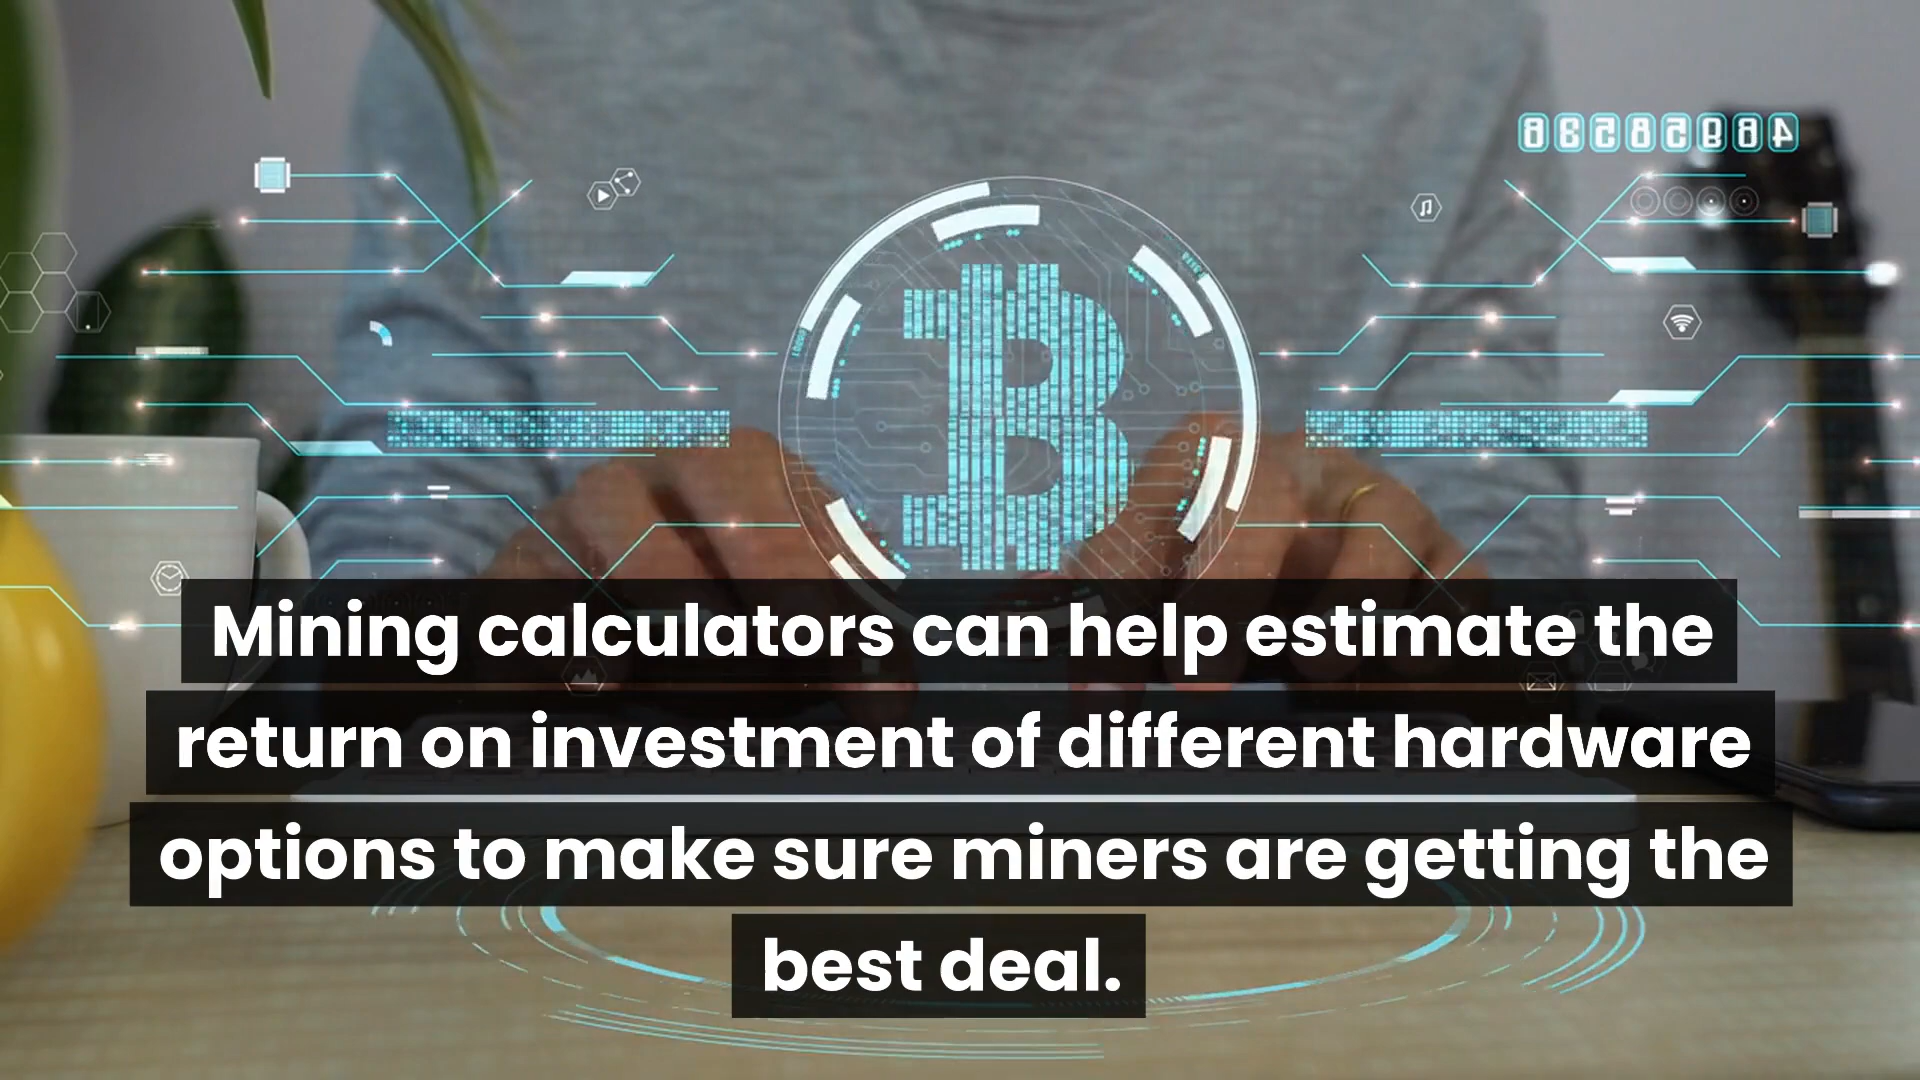 Mining calculators can help estimate the
return on investment of different hardware
options to make sure miners are getting the
best deal.